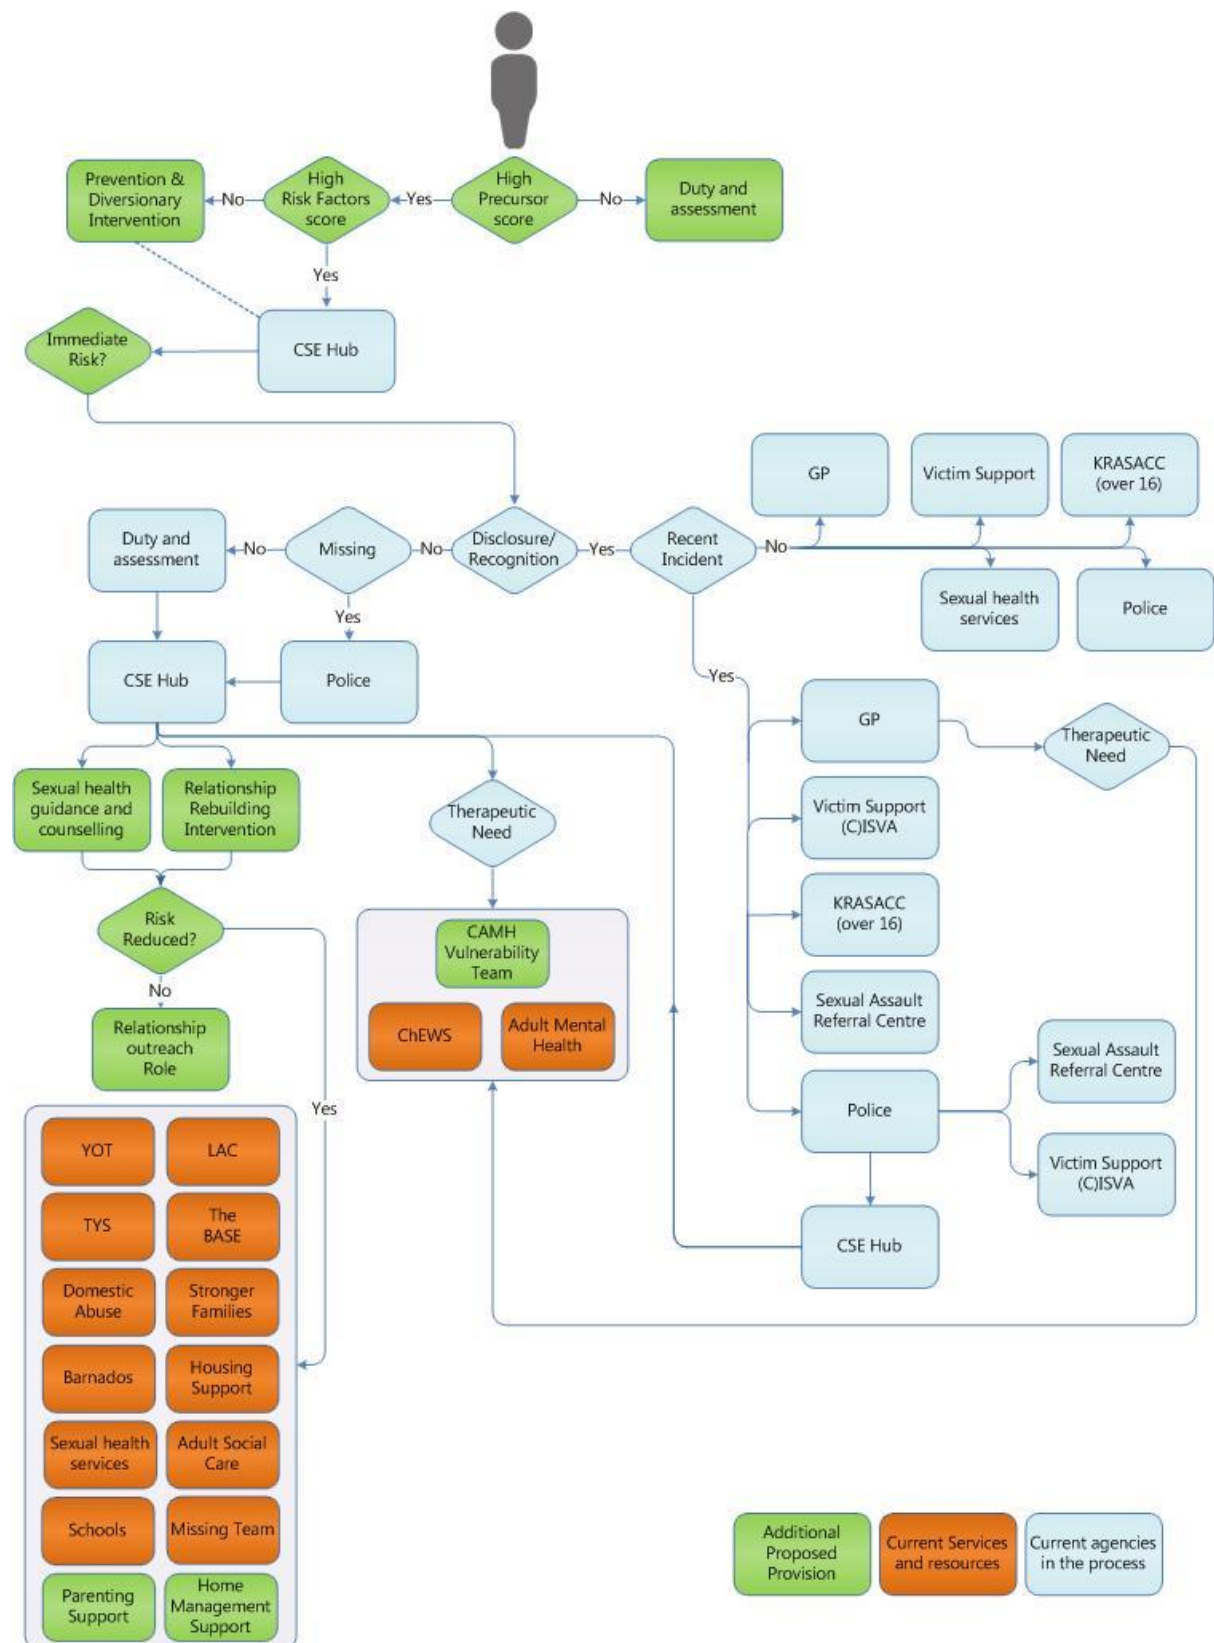 Prevention &
Diversionary
Intervention
No
High
Risk Factors
score
Yes
High
Precursor
score
No
Duty and
assessment
Yes
Immediate
Risk?
CSE Hub
GP
Victim Support
KRASACC
(over 16)
Duty and
assessment
No
Missing
No
Disclosure/
Recognition
Yes
Recent
Incident
No
Sexual health
services
Police
Yes
CSE Hub
Police
Yes
GP
Therapeutic
Need
Sexual health
guidance and
counselling
Relationship
Rebuilding
Intervention
Therapeutic
Need
Victim Support
(C)ISVA
KRASACC
(over 16)
Risk
Reduced?
CAMH
Vulnerability
Team
No
ChEWS
Adult Mental
Health
Sexual Assault
Referral Centre
Relationship
outreach
Role
Sexual Assault
Referral Centre
Yes
Police
Victim Support
(C)ISVA
CSE Hub
YOT
LAC
TYS
The
BASE
Domestic
Abuse
Stronger
Families
Barnados
Housing
Support
Sexual health
services
Adult Social
Care
Schools
Missing Team
Parenting
Support
Home
Management
Support
Additional
Proposed
Provision
Current Services
and resources
Current agencies
in the process